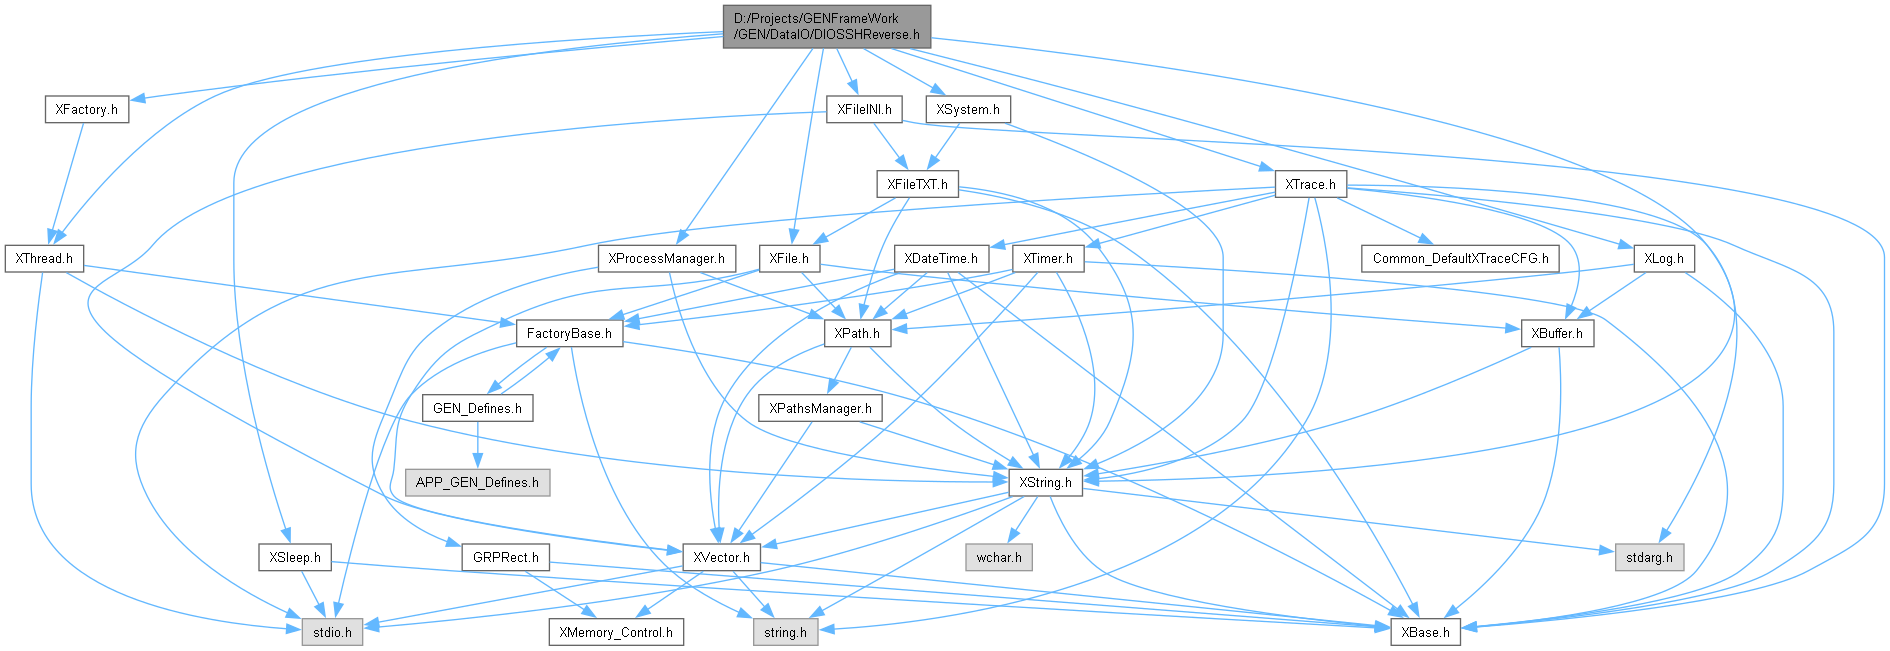 D:/Projects/GENFrameWork
/GEN/DataIO/DIOSSHReverse.h
XFactory.h
XFileINI.h
XSystem.h
XFileTXT.h
XTrace.h
XThread.h
XProcessManager.h
XFile.h
XDateTime.h
XTimer.h
Common_DefaultXTraceCFG.h
XLog.h
FactoryBase.h
XPath.h
XBuffer.h
GEN_Defines.h
XPathsManager.h
APP_GEN_Defines.h
XString.h
XSleep.h
GRPRect.h
XVector.h
wchar.h
stdarg.h
stdio.h
XMemory_Control.h
string.h
XBase.h